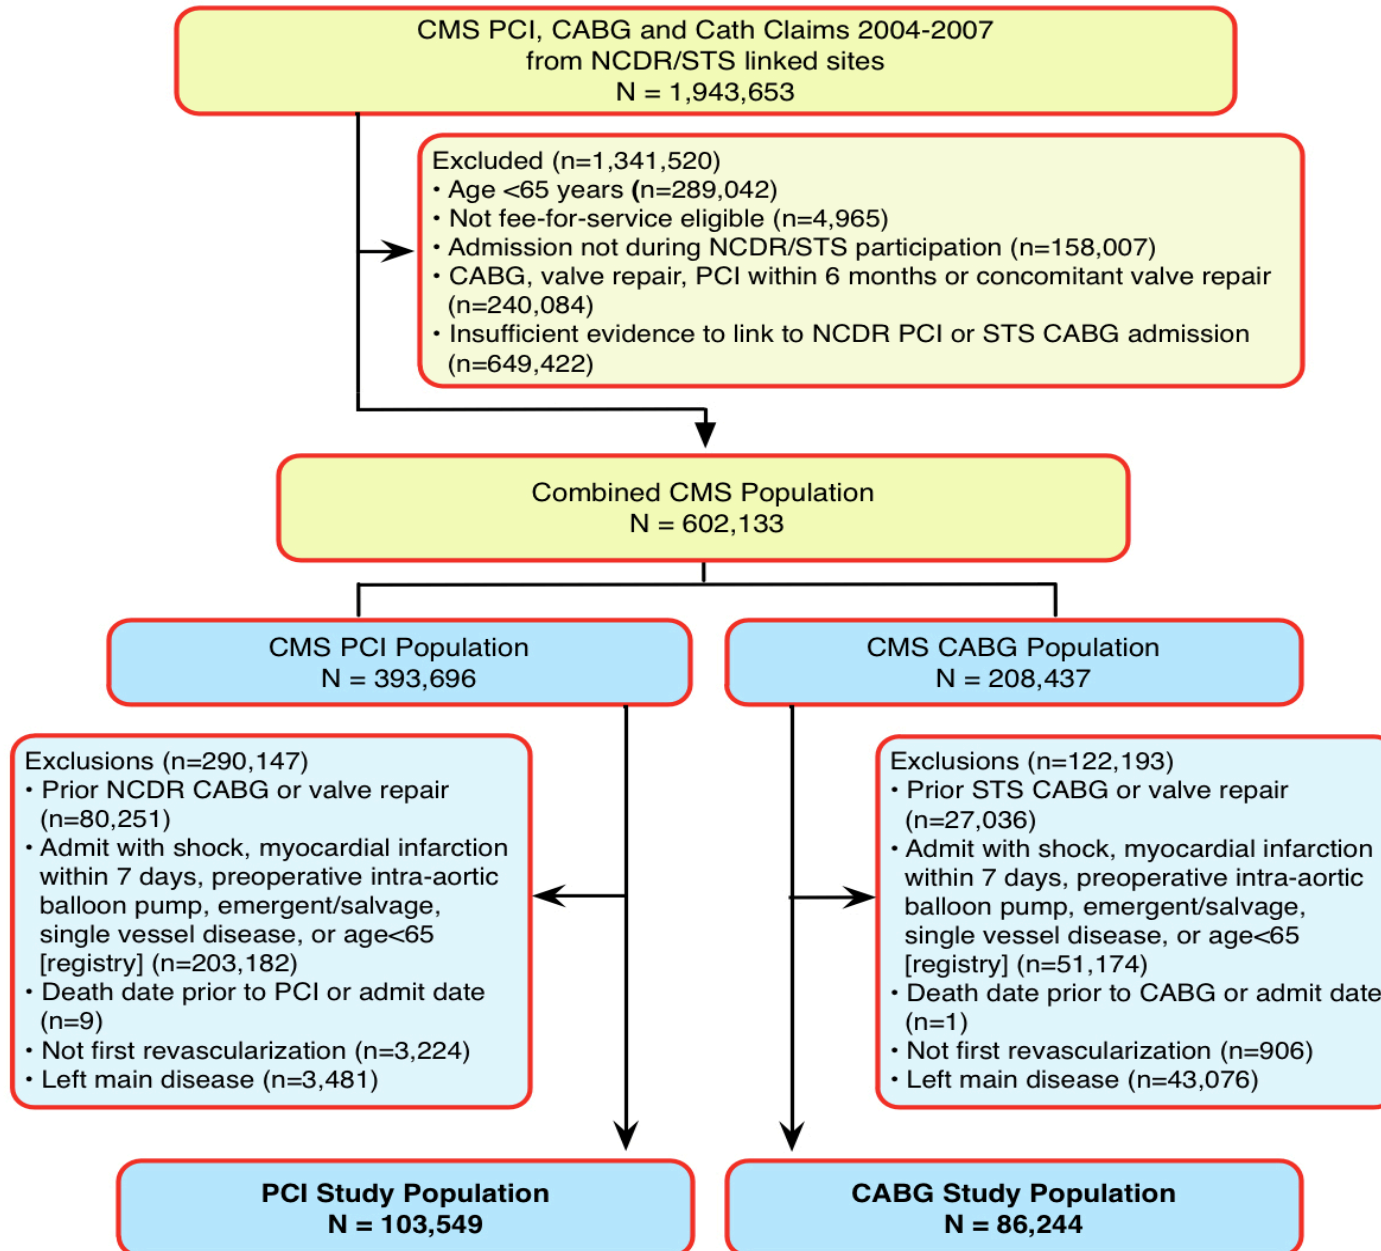 CMS PCI, CABG and Cath Claims 2004-2007
from NCDR/STS linked sites
N = 1,943,653
Excluded (n=1,341,520)
• Age <65 years (n=289,042)
• Not fee-for-service eligible (n=4,965)
• Admission not during NCDR/STS participation (n=158,007)
• CABG, valve repair, PCI within 6 months or concomitant valve repair
(n=240,084)
• Insufficient evidence to link to NCDR PCI or STS CABG admission
(n=649,422)
Combined CMS Population
N = 602,133
CMS PCI Population
N = 393,696
CMS CABG Population
N = 208,437
Exclusions (n=290,147)
• Prior NCDR CABG or valve repair
(n=80,251)
• Admit with shock, myocardial infarction
within 7 days, preoperative intra-aortic
balloon pump, emergent/salvage,
single vessel disease, or age<65
[registry] (n=203,182)
• Death date prior to PCI or admit date
(n=9)
• Not first revascularization (n=3,224)
• Left main disease (n=3,481)
Exclusions (n=122,193)
• Prior STS CABG or valve repair
(n=27,036)
• Admit with shock, myocardial infarction
within 7 days, preoperative intra-aortic
balloon pump, emergent/salvage,
single vessel disease, or age<65
[registry] (n=51,174)
• Death date prior to CABG or admit date
(n=1)
• Not first revascularization (n=906)
• Left main disease (n=43,076)
PCI Study Population
N = 103,549
CABG Study Population
N = 86,244